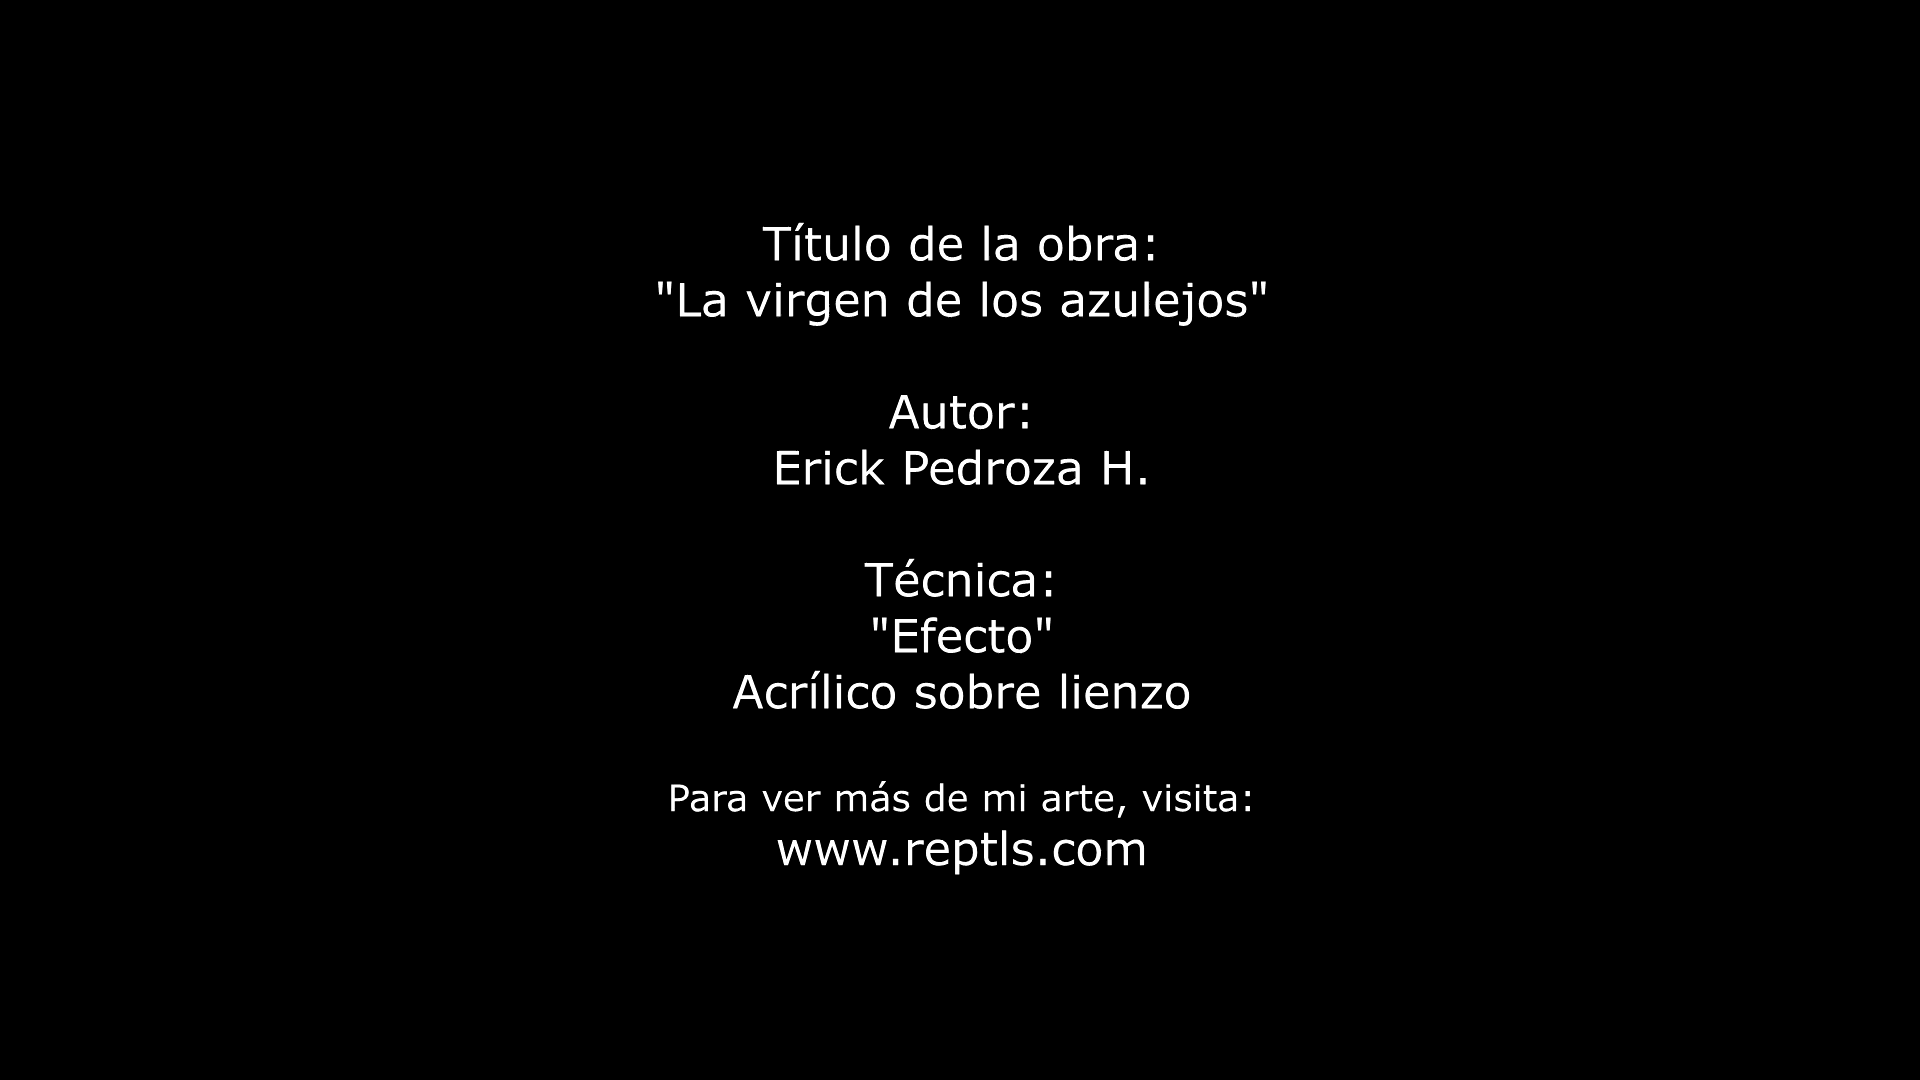 Título de la obra:
"La virgen de los azulejos"
Autor:
Erick Pedroza H.
Técnica:
"Efecto"
Acrílico sobre lienzo
Para ver más de mi arte, visita:
www.reptls.com